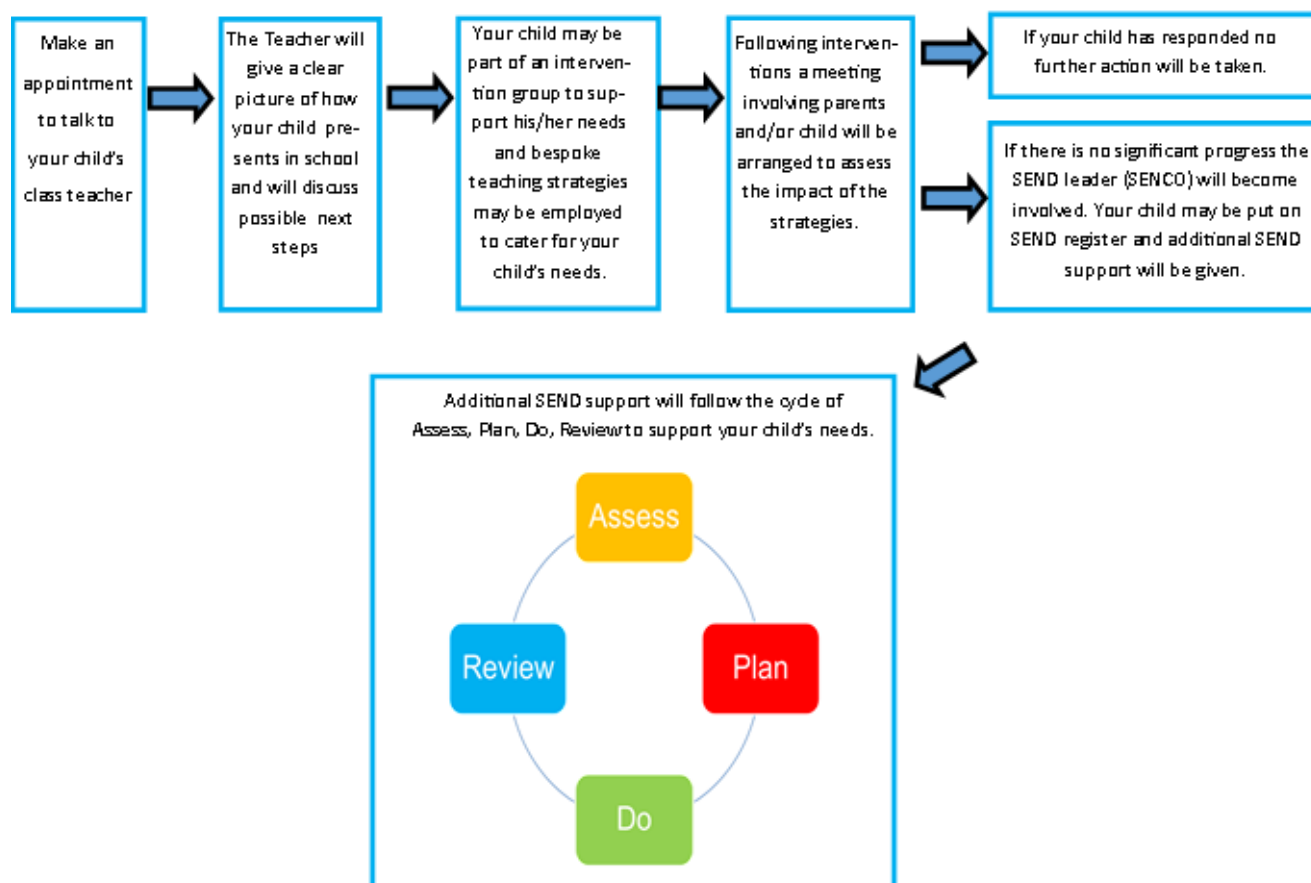 Make an
appointment
to talk to
your child's
class teacher
The Teacher will
give a clear
picture of how
your child pre-
sents in school
and will discuss
possible next
steps
Your child may be
part of an interven-
tion group to sup-
port his/her needs
and bespoke
teaching strategies
may be employed
to cater for your
child's needs.
Following interven-
tions a meeting
involving parents
and/or child will be
arranged to assess
the impact of the
strategies.
If your child has responded no
further action will be taken.
If there is no significant progress the
SEND leader (SENCO) will become
involved. Your child may be put on
SEND register and additional SEND
support will be given.
Additional SEND support will follow the cycle of
Assess, Plan, Do, Review to support your child's needs.
Assess
Plan
Do
Review